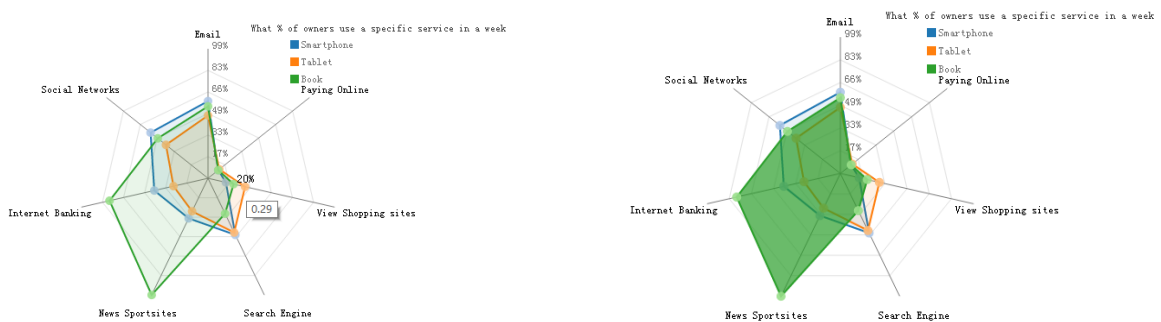 What % of owners use a specific service in a week
Email
Smartphone
99%
Tablet
83%
Book
66%
Social Networks
Paying Online
49%
33%
17%
20%
0.29
Internet Banking
View Shopping sites
News Sportsites
Search Engine
What % of owners use a specific service in a week
Email
Smartphone
99%
Tablet
83%
Book
66%
Social Networks
Paying Online
49%
33%
17%
Internet Banking
View Shopping sites
News Sportsites
Search Engine